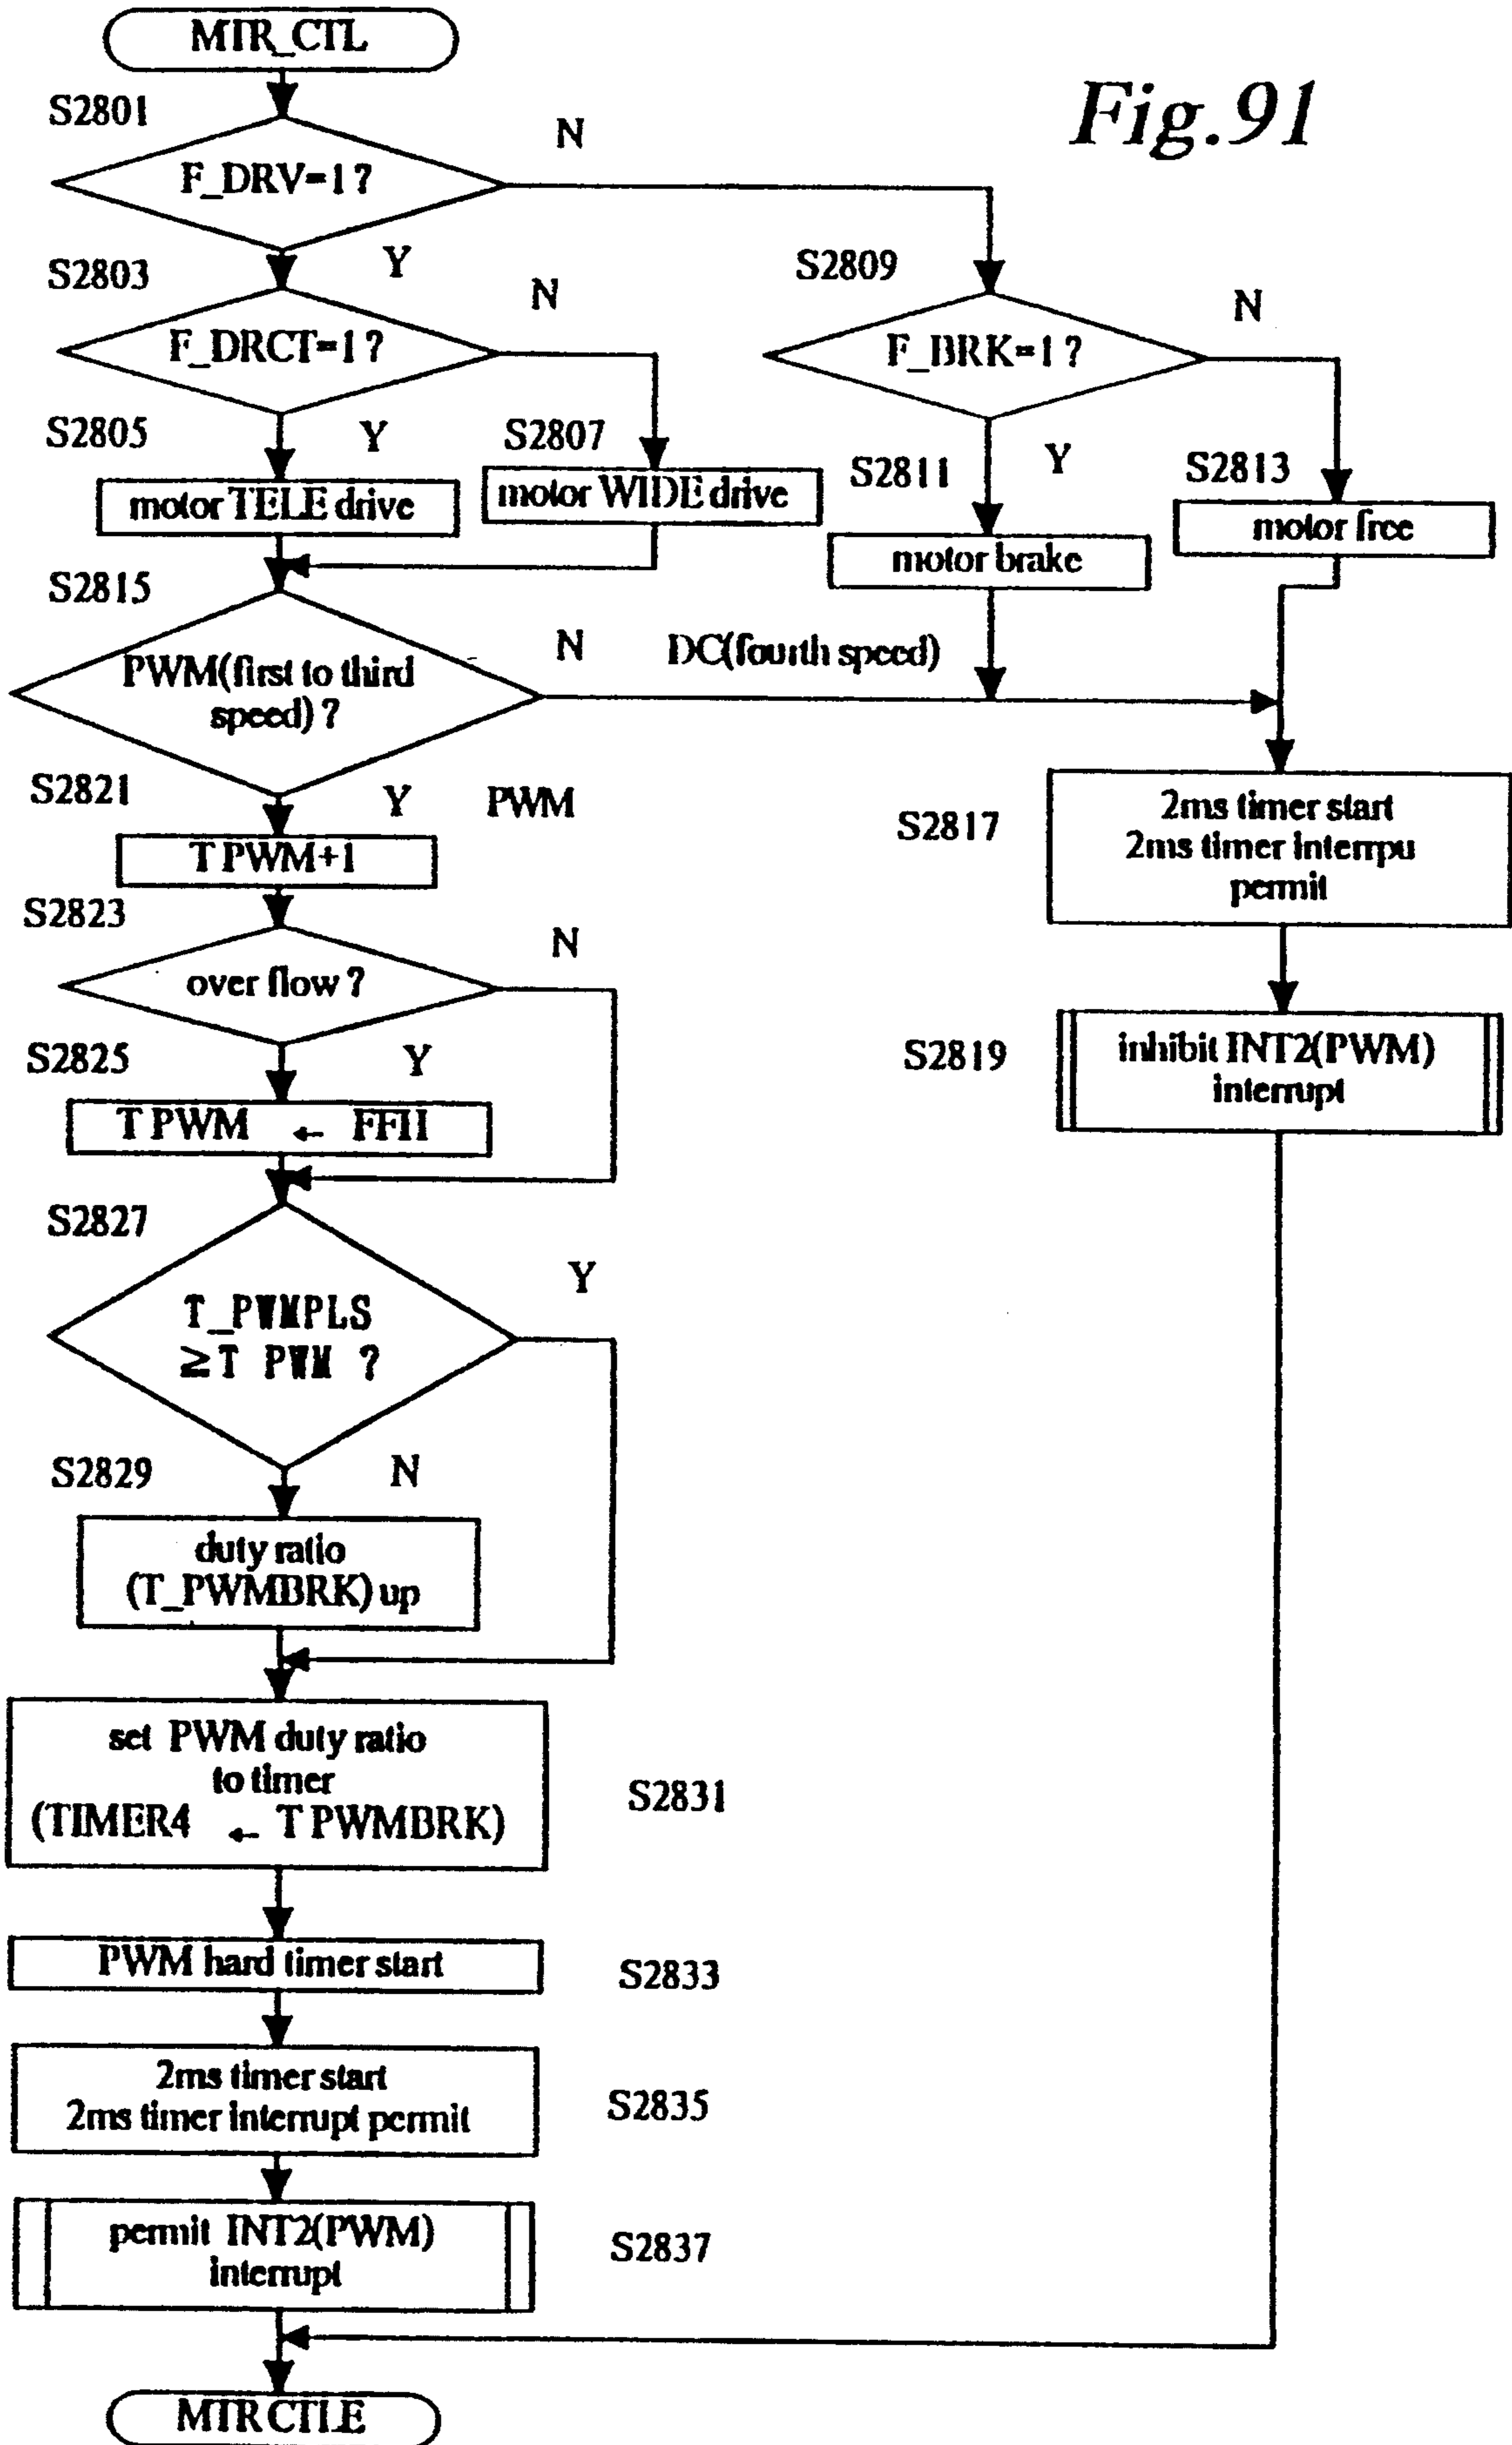 MTR_CTL
Fig.91
S2801
N
F_DRV=1?
Y
S2803
N
F_DRCT=1?
S2809
N
F_BRK=1?
S2805
Y
motor TELE drive
S2807
motor WIDE drive
S2811
Y
motor brake
S2813
motor free
S2815
PWM(first to third
speed)?
N
DC(fourth speed)
S2821
Y
PWM
T PWM+1
S2817
2ms timer start
2ms timer interrpu
permit
S2823
N
over flow?
S2825
Y
T PWM ← FFH
S2819
inhibit INT2(PWM)
interrupt
S2827
Y
T_PWMPLS
≧T PWM ?
S2829
N
duty ratio
(T_PWMBRK) up
set PWM duty ratio
to timer
(TIMER4 ← T PWMBRK)
S2831
PWM hard timer start
S2833
2ms timer start
2ms timer interrupt permit
S2835
permit INT2(PWM)
interrupt
S2837
MTR CTLE